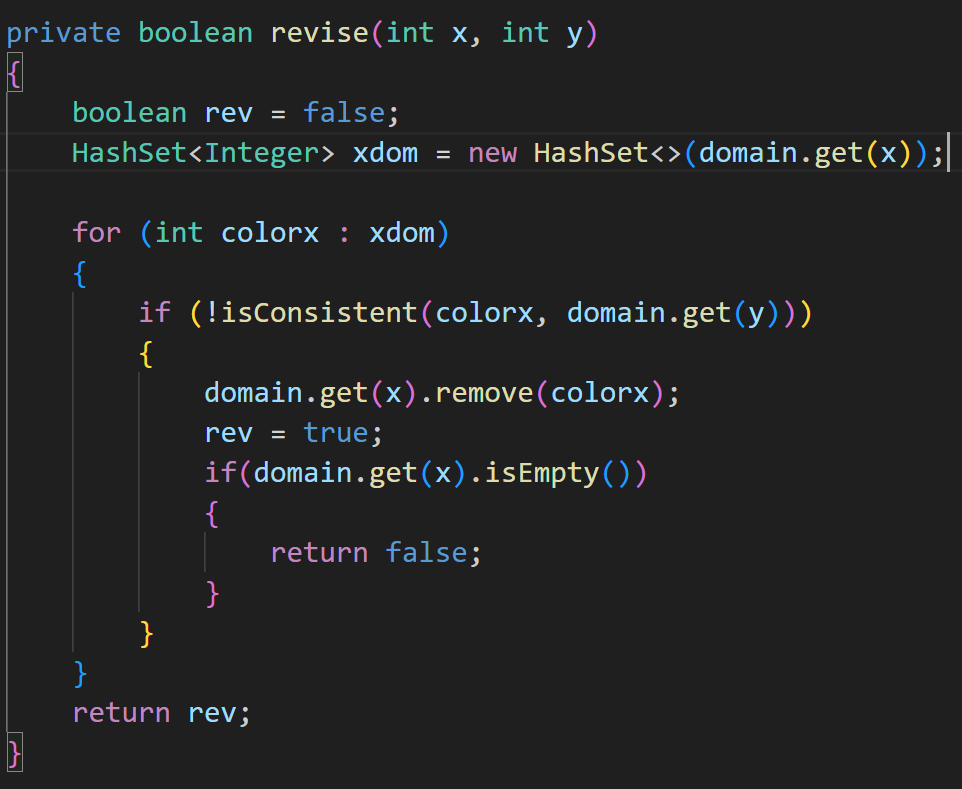 private boolean revise(int x, int y)
{
    boolean rev = false;
    HashSet<Integer> xdom = new HashSet<>(domain.get(x));

    for (int colorx : xdom)
    {
        if (!isConsistent(colorx, domain.get(y)))
        {
            domain.get(x).remove(colorx);
            rev = true;
            if(domain.get(x).isEmpty())
            {
                return false;
            }
        }
    }
    return rev;
}